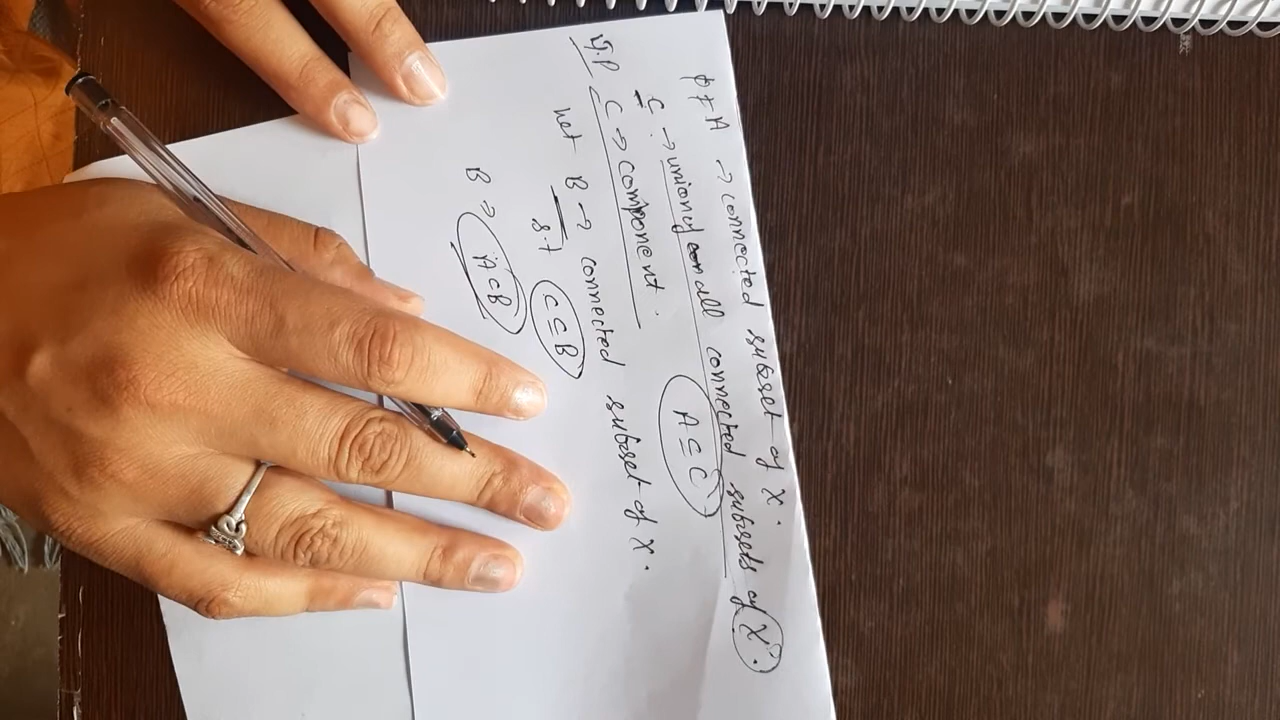 ϕ ≠ A → connected subset of X.
C → union of all connected subsets of X.
A ⊆ C
T.P C → component.
Let B → connected subset of X.
s.t C ⊆ B
B → A ⊂ B